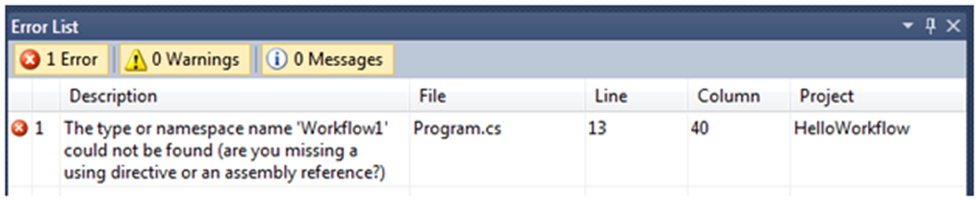 Error List
1 Error 0 Warnings 0 Messages
Description File Line Column Project
1 The type or namespace name 'Workflow1' Program.cs 13 40 HelloWorkflow
could not be found (are you missing a
using directive or an assembly reference?)